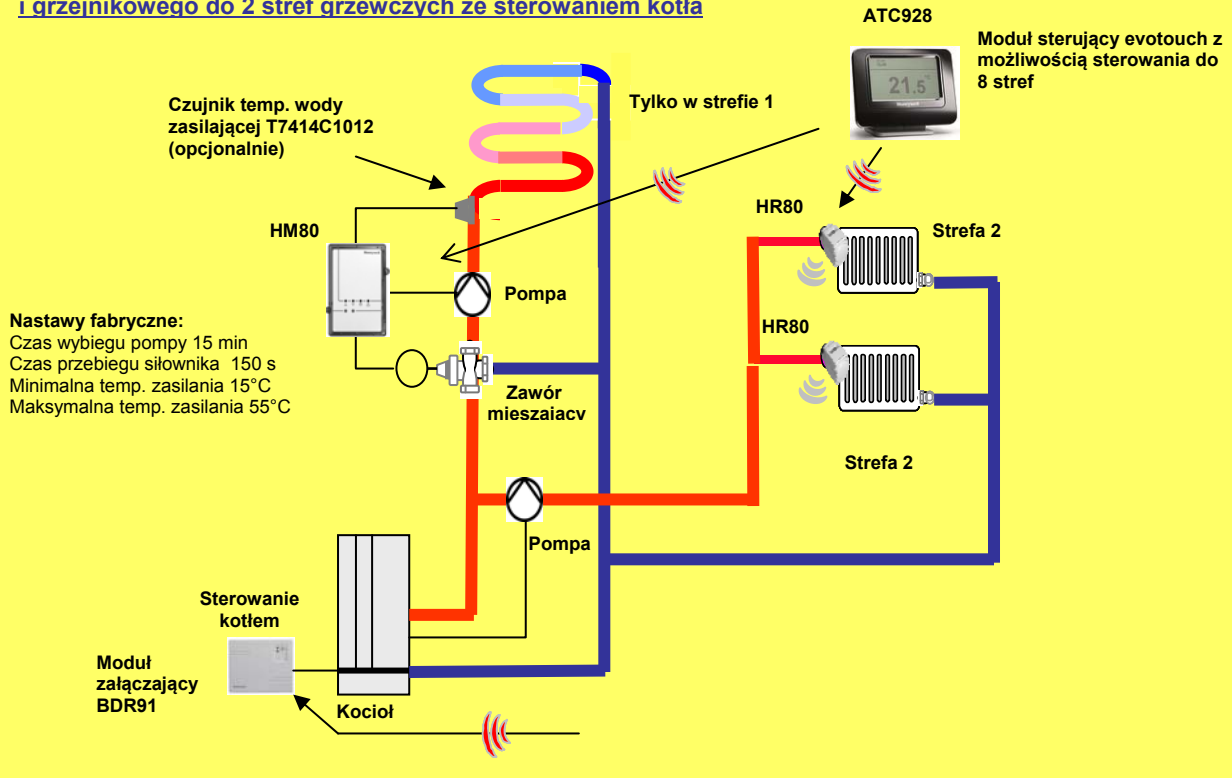 i grzejnikowego do 2 stref grzewczych ze sterowaniem kotła
ATC928
Moduł sterujący evotouch z
możliwością sterowania do
8 stref
21.5°
Tylko w strefie 1
Czujnik temp. wody
zasilającej T7414C1012
(opcjonalnie)
HM80
HR80
Strefa 2
Pompa
Nastawy fabryczne:
Czas wybiegu pompy 15 min
Czas przebiegu siłownika 150 s
Minimalna temp. zasilania 15°C
Maksymalna temp. zasilania 55°C
HR80
Zawór
mieszaiacv
Strefa 2
Pompa
Sterowanie
kotłem
Moduł
załączający
BDR91
Kocioł